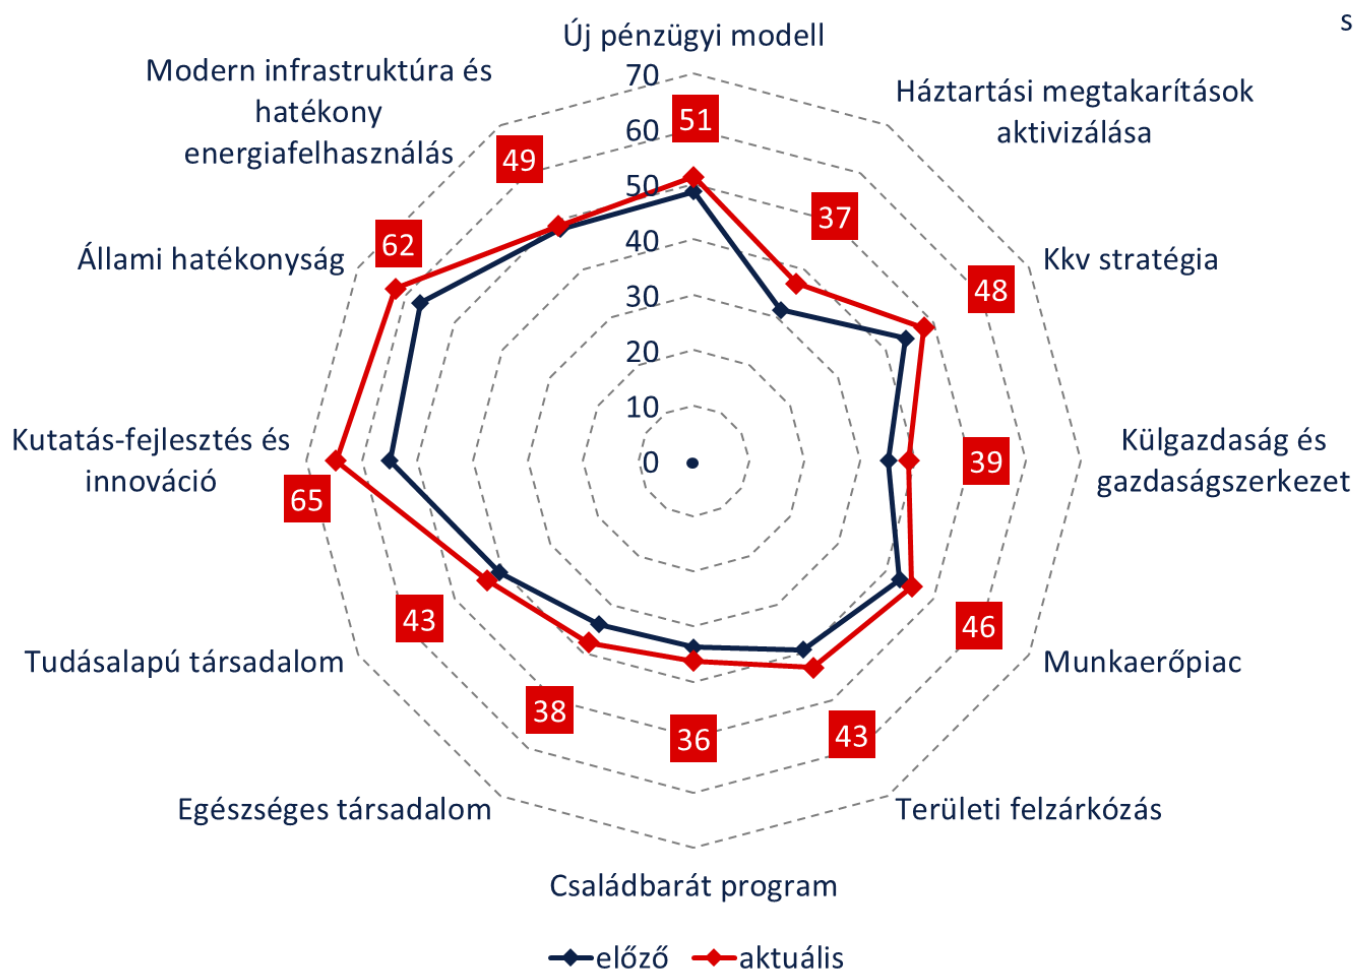 s
Új pénzügyi modell
Modern infrastruktúra és
hatékony
energiafelhasználás
Háztartási megtakarítások
aktivizálása
70
51
60
49
50
37
62
40
Állami hatékonyság
Kkv stratégia
48
30
20
10
Kutatás-fejlesztés és
innováció
0
39
Külgazdaság és
gazdaságszerkezet
65
43
46
Tudásalapú társadalom
Munkaerőpiac
38
36
43
Egészséges társadalom
Területi felzárkózás
Családbarát program
előző
aktuális